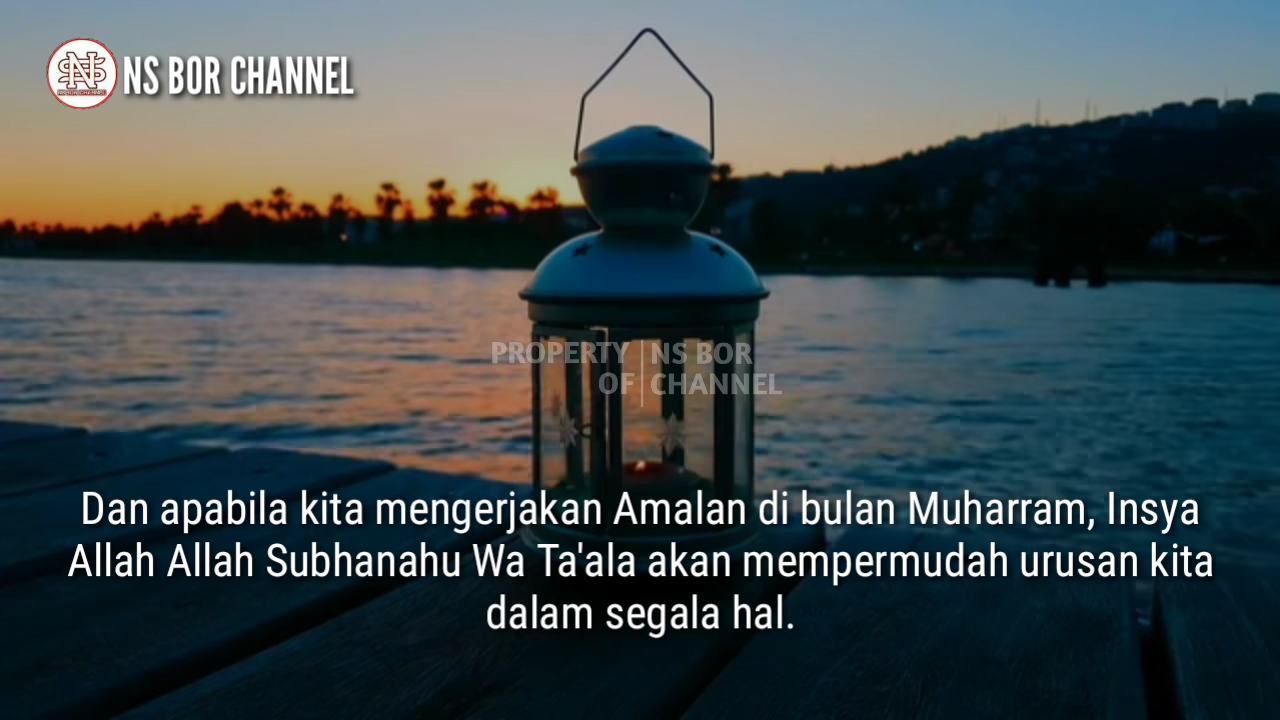 NS BOR CHANNEL
PROPERTY NS BOR
OF CHANNEL
Dan apabila kita mengerjakan Amalan di bulan Muharram, Insya
Allah Allah Subhanahu Wa Ta'ala akan mempermudah urusan kita
dalam segala hal.